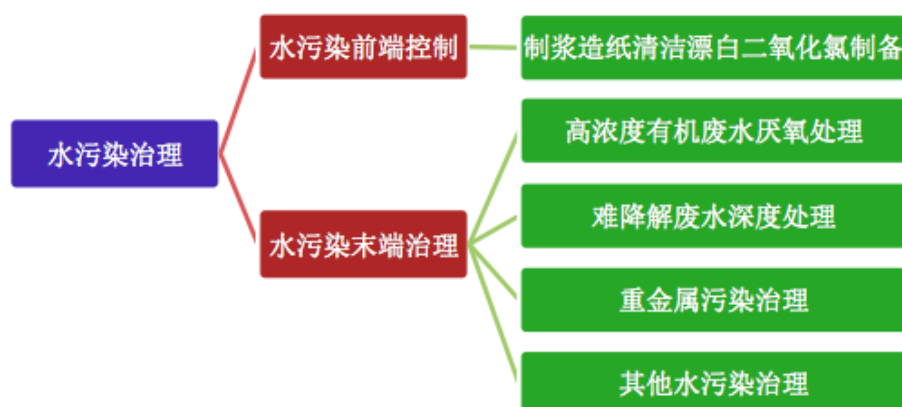 水污染治理
水污染前端控制
制浆造纸清洁漂白二氧化氯制备
水污染末端治理
高浓度有机废水厌氧处理
难降解废水深度处理
重金属污染治理
其他水污染治理